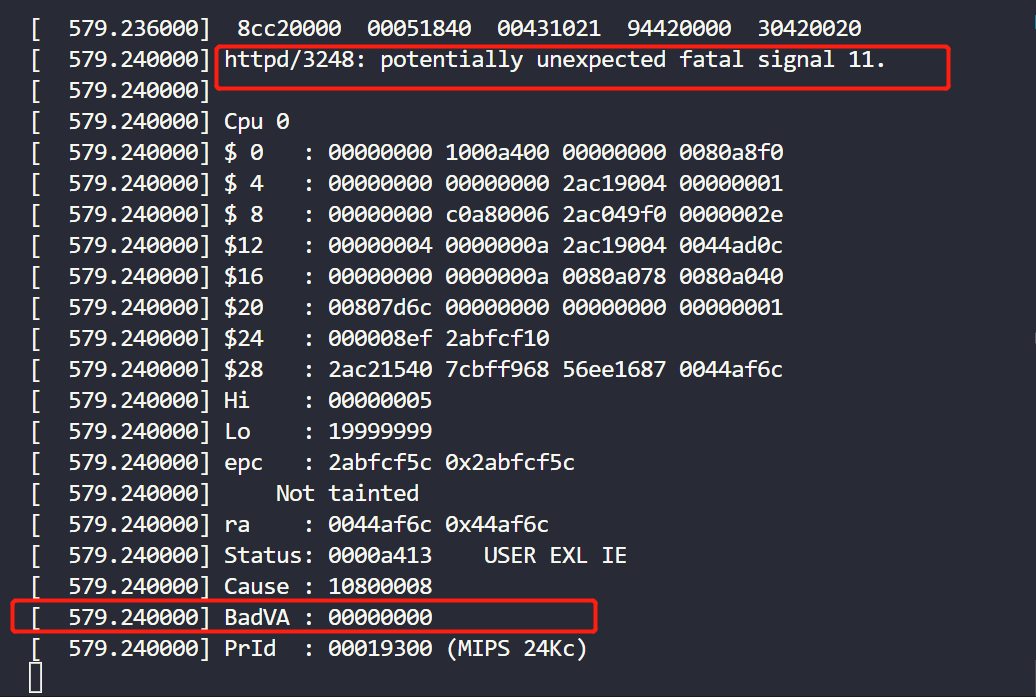 [  579.236000]  8cc20000  00051840  00431021  94420000  30420020
[  579.240000] httpd/3248: potentially unexpected fatal signal 11.
[  579.240000]
[  579.240000] Cpu 0
[  579.240000] $ 0   : 00000000 1000a400 00000000 0080a8f0
[  579.240000] $ 4   : 00000000 00000000 2ac19004 00000001
[  579.240000] $ 8   : 00000000 c0a80006 2ac049f0 0000002e
[  579.240000] $12   : 00000004 0000000a 2ac19004 0044ad0c
[  579.240000] $16   : 00000000 0000000a 0080a078 0080a040
[  579.240000] $20   : 00807d6c 00000000 00000000 00000001
[  579.240000] $24   : 000008ef 2abfcf10
[  579.240000] $28   : 2ac21540 7cbff968 56ee1687 0044af6c
[  579.240000] Hi    : 00000005
[  579.240000] Lo    : 19999999
[  579.240000] epc   : 2abfcf5c 0x2abfcf5c
[  579.240000]     Not tainted
[  579.240000] ra    : 0044af6c 0x44af6c
[  579.240000] Status: 0000a413    USER EXL IE
[  579.240000] Cause : 10800008
[  579.240000] BadVA : 00000000
[  579.240000] PrId  : 00019300 (MIPS 24Kc)